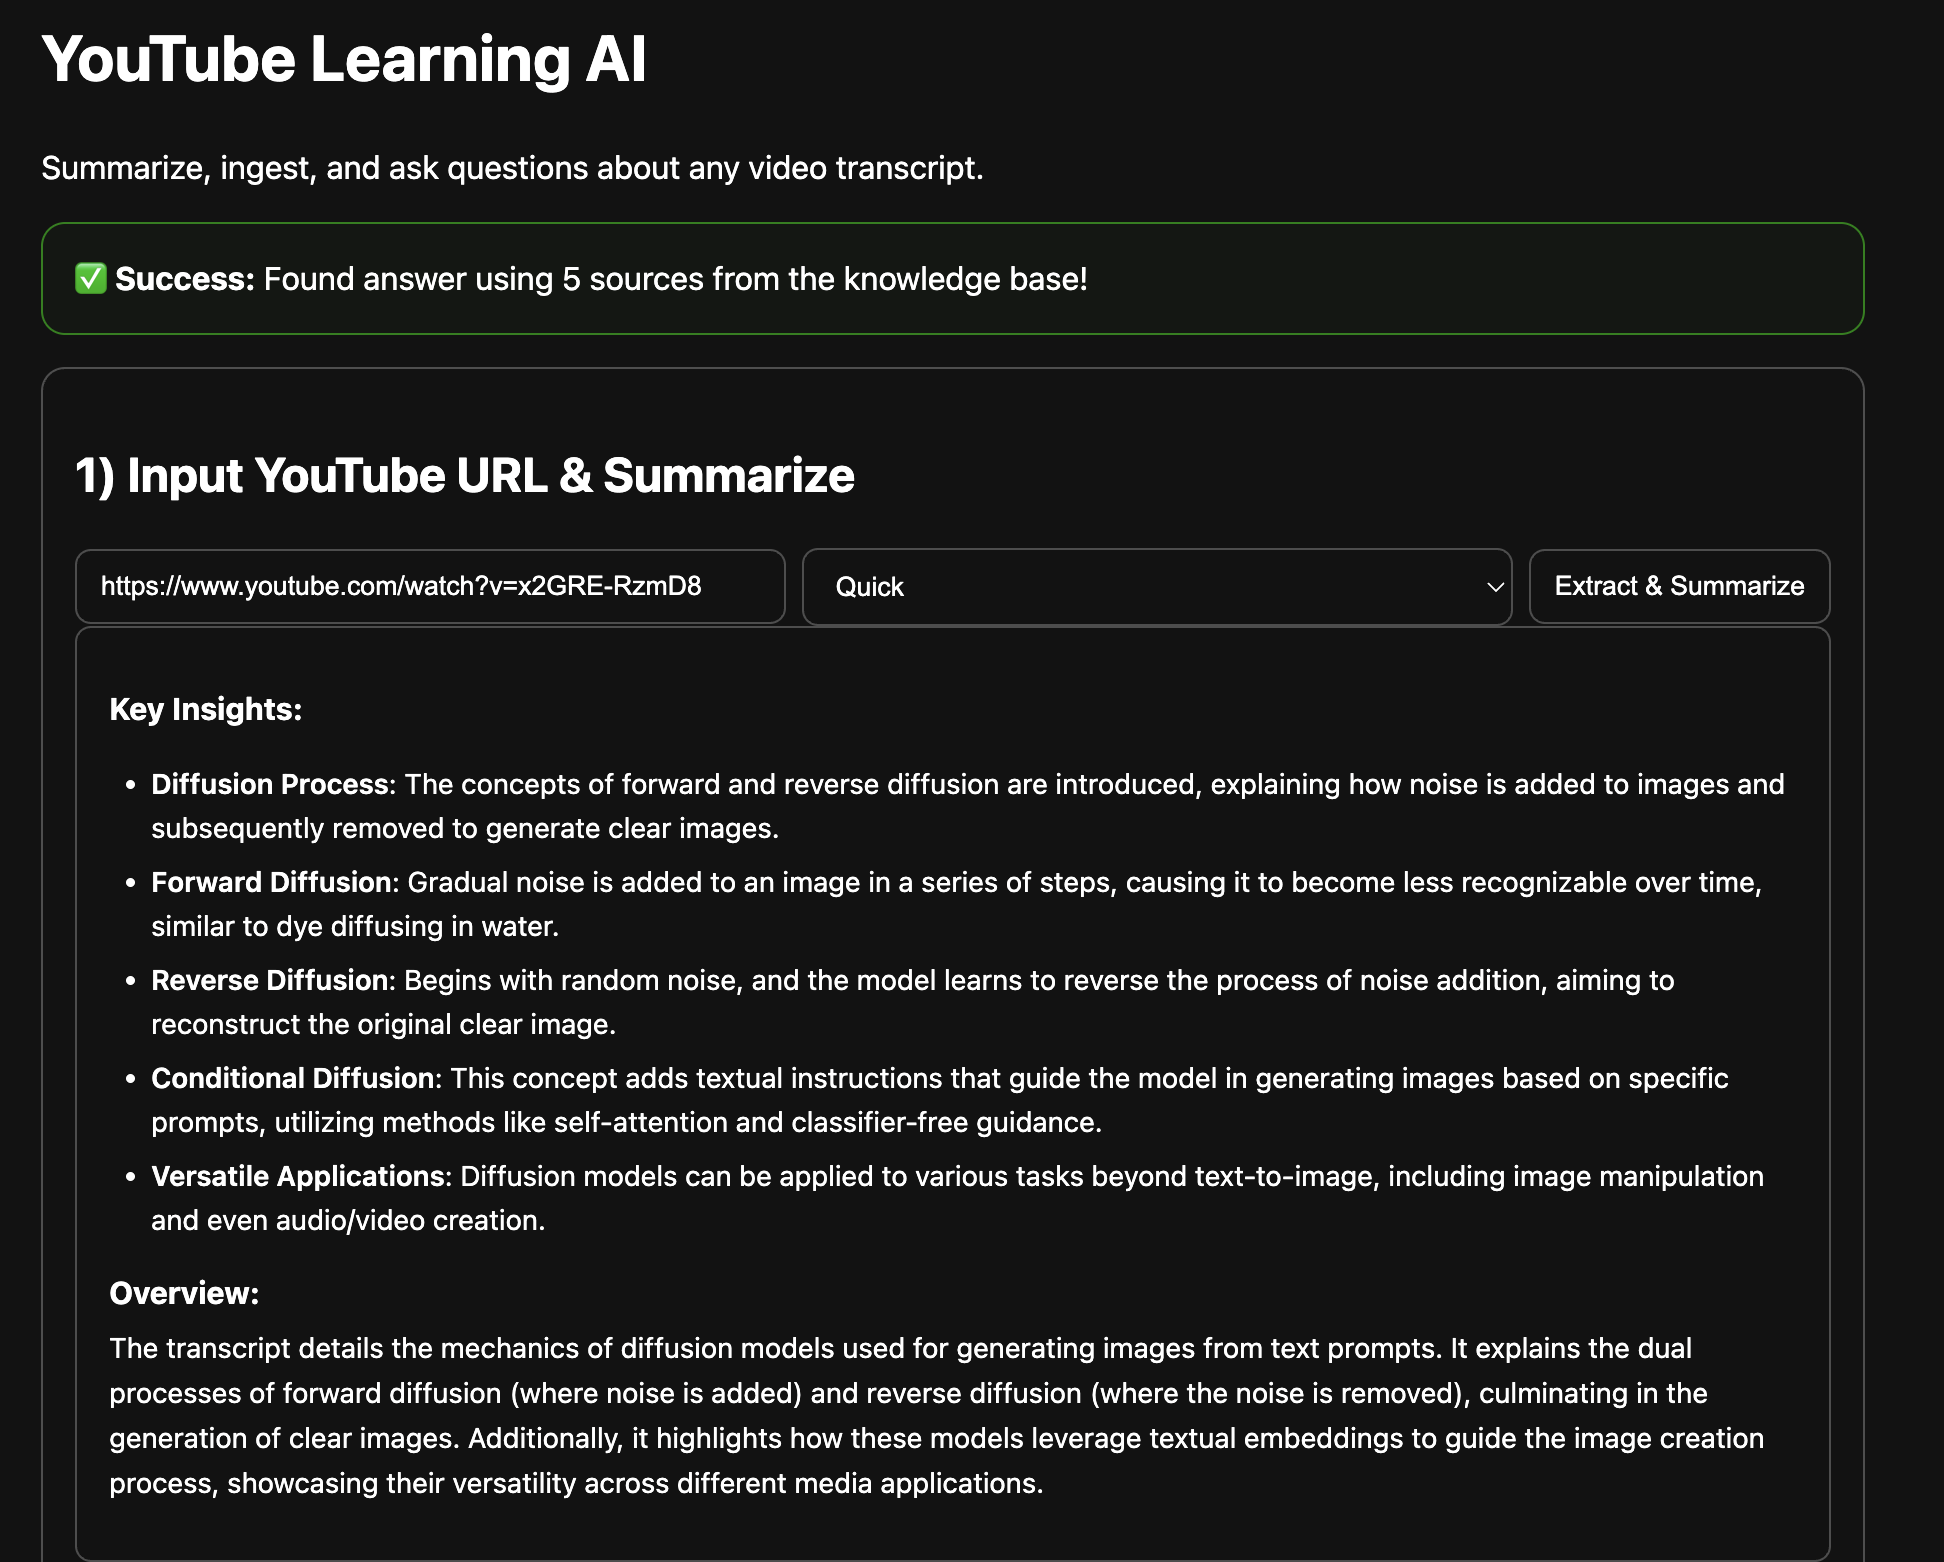 YouTube Learning AI
Summarize, ingest, and ask questions about any video transcript.
✅ Success: Found answer using 5 sources from the knowledge base!
1) Input YouTube URL & Summarize
https://www.youtube.com/watch?v=x2GRE-RzmD8
Quick
Extract & Summarize
Key Insights:
• Diffusion Process: The concepts of forward and reverse diffusion are introduced, explaining how noise is added to images and
subsequently removed to generate clear images.
• Forward Diffusion: Gradual noise is added to an image in a series of steps, causing it to become less recognizable over time,
similar to dye diffusing in water.
• Reverse Diffusion: Begins with random noise, and the model learns to reverse the process of noise addition, aiming to
reconstruct the original clear image.
• Conditional Diffusion: This concept adds textual instructions that guide the model in generating images based on specific
prompts, utilizing methods like self-attention and classifier-free guidance.
• Versatile Applications: Diffusion models can be applied to various tasks beyond text-to-image, including image manipulation
and even audio/video creation.
Overview:
The transcript details the mechanics of diffusion models used for generating images from text prompts. It explains the dual
processes of forward diffusion (where noise is added) and reverse diffusion (where the noise is removed), culminating in the
generation of clear images. Additionally, it highlights how these models leverage textual embeddings to guide the image creation
process, showcasing their versatility across different media applications.